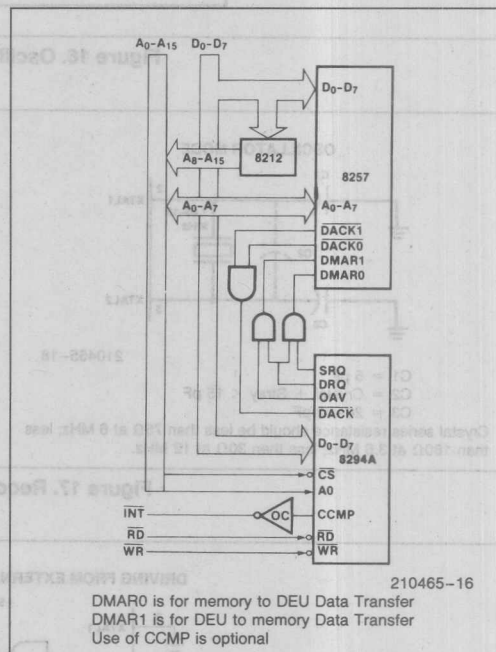 A0-A15 D0-D7
D0-D7
8212
8257
A8-A15
A0-A7 A0-A7
DACK1
DACK0
DMAR1
DMAR0
SRQ
DRQ
OAV
DACK
D0-D7
8294A
CS
A0
INT CCMP
OC
RD RD
WR WR
210465-16
DMAR0 is for memory to DEU Data Transfer
DMAR1 is for DEU to memory Data Transfer
Use of CCMP is optional